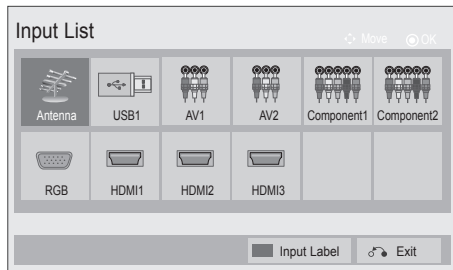 Input List
Move OK
Antenna USB1 AV1 AV2 Component1 Component2
RGB HDMI1 HDMI2 HDMI3
Input Label Exit